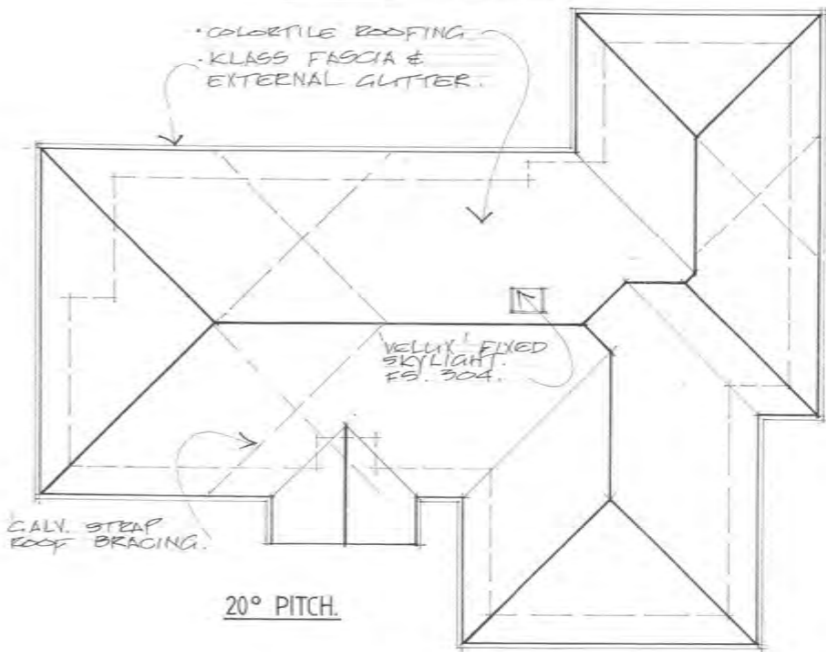 • COLORTILE ROOFING
• KLASS FASCIA &
EXTERNAL GUTTER.
'VELUX' FIXED
SKYLIGHT.
FS. 304.
GALV. STRAP
ROOF BRACING.
20° PITCH.